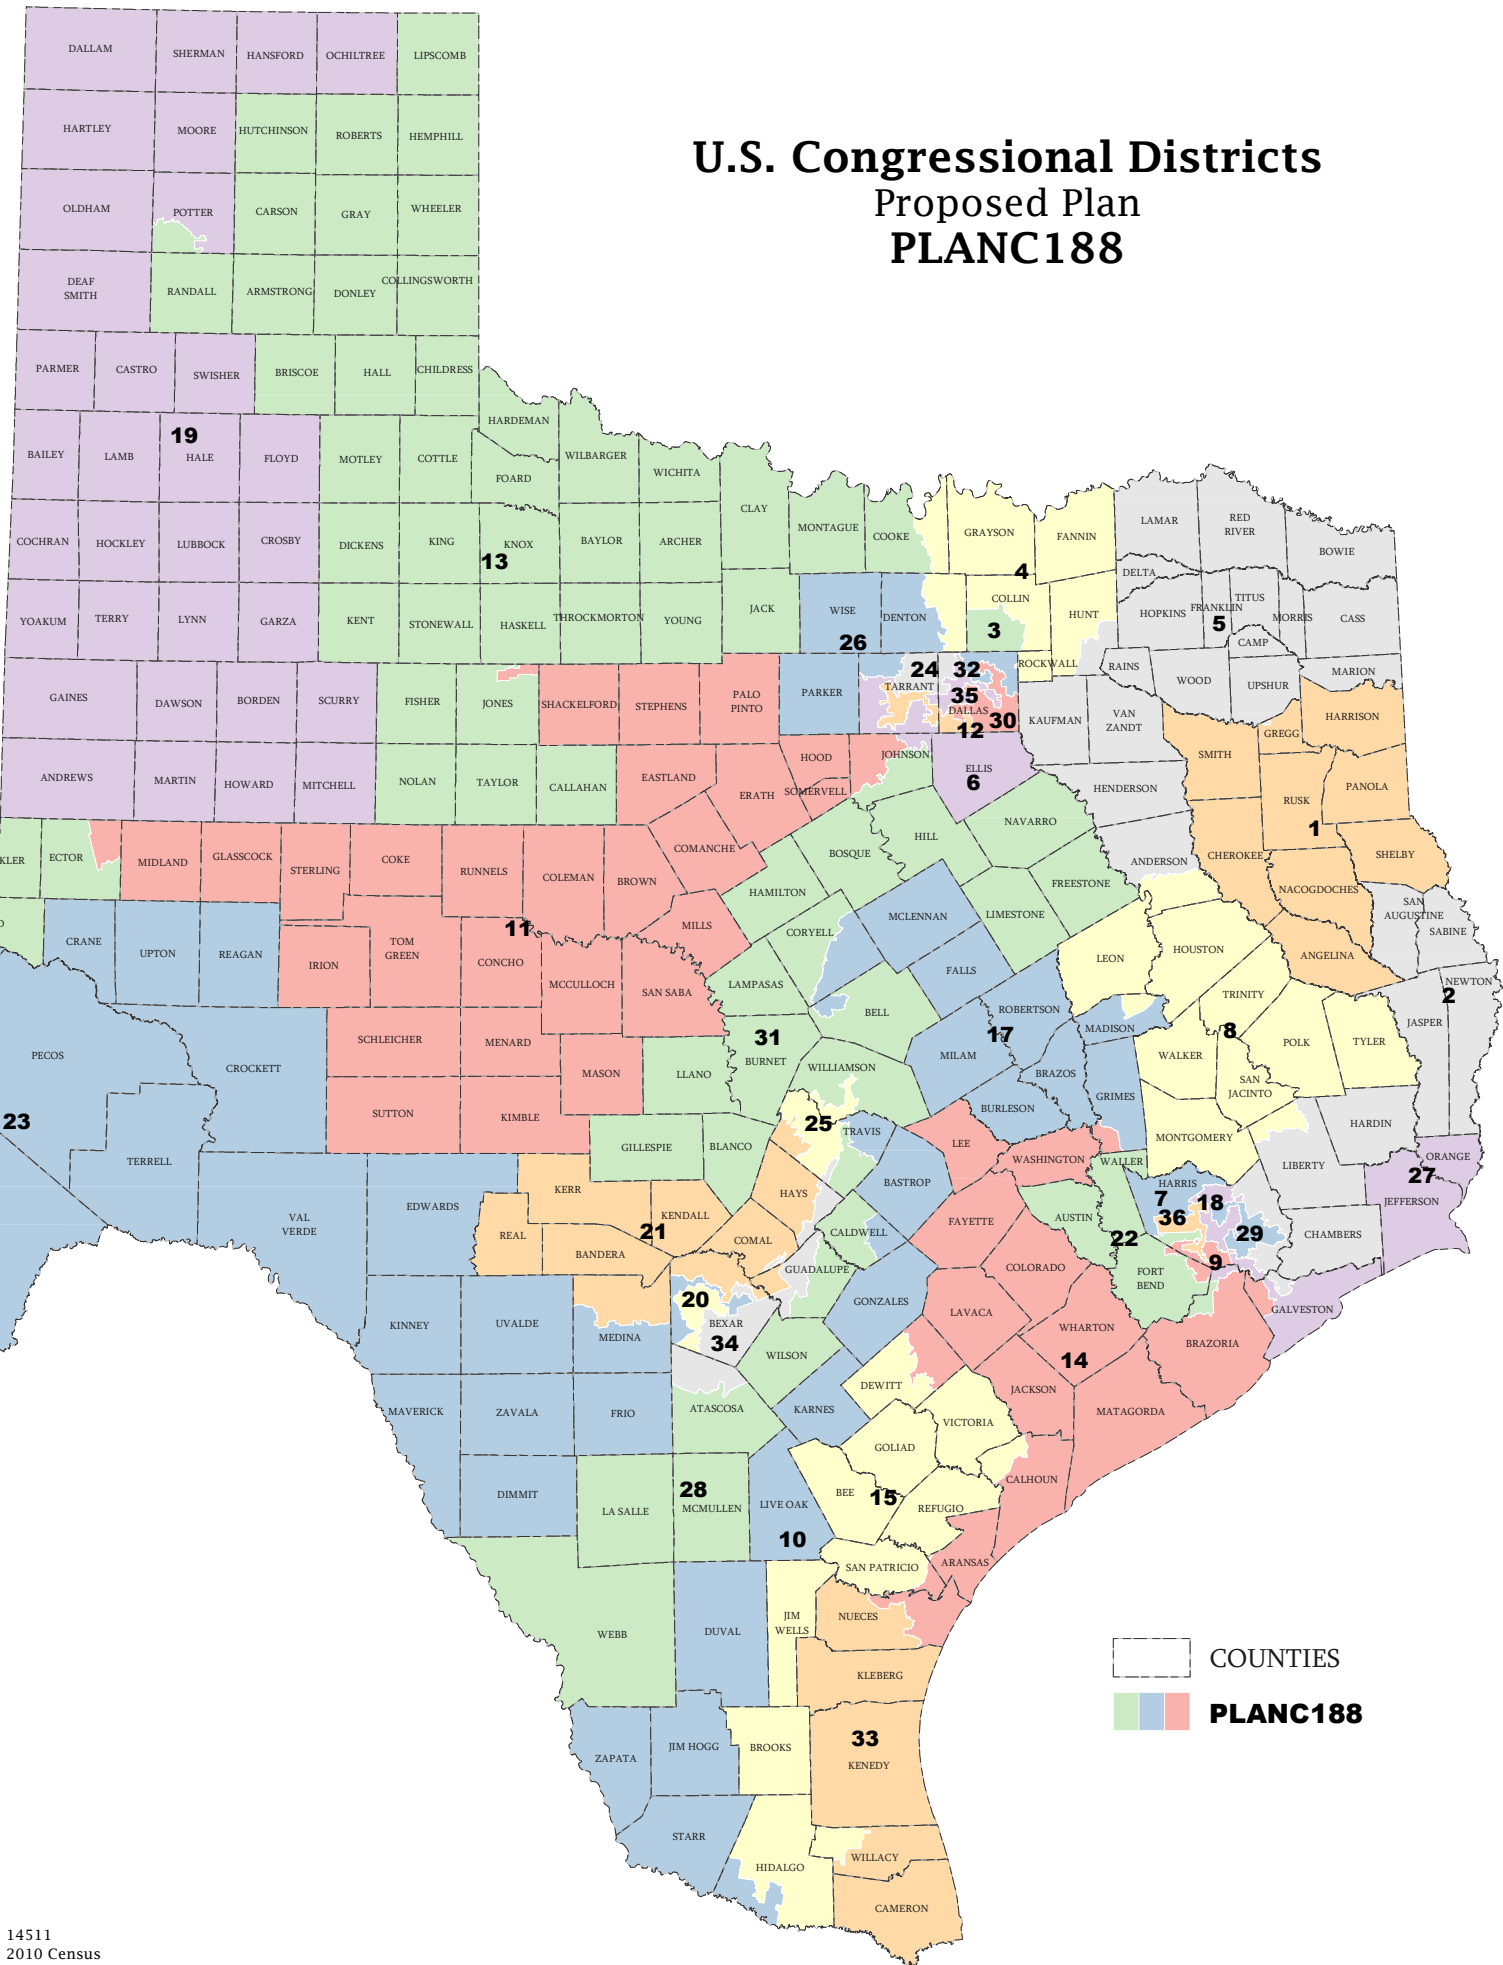 U.S. Congressional Districts
Proposed Plan
PLANC188
DALLAM
SHERMAN
HANSFORD
OCHILTREE
LIPSCOMB
HARTLEY
MOORE
HUTCHINSON
ROBERTS
HEMPHILL
OLDHAM
POTTER
CARSON
GRAY
WHEELER
DEAF
SMITH
RANDALL
ARMSTRONG
DONLEY
COLLINGSWORTH
PARMER
CASTRO
SWISHER
BRISCOE
HALL
CHILDRESS
HARDEMAN
19
BAILEY
LAMB
HALE
FLOYD
MOTLEY
COTTLE
FOARD
WILBARGER
WICHITA
CLAY
MONTAGUE
COOKE
GRAYSON
FANNIN
LAMAR
RED
RIVER
BOWIE
COCHRAN
HOCKLEY
LUBBOCK
CROSBY
DICKENS
KING
KNOX
13
BAYLOR
ARCHER
4
DELTA
YOAKUM
TERRY
LYNN
GARZA
KENT
STONEWALL
HASKELL
THROCKMORTON
YOUNG
JACK
WISE
DENTON
26
COLLIN
3
HUNT
HOPKINS
FRANKLIN
5
TITUS
MORRIS
CASS
CAMP
GAINES
DAWSON
BORDEN
SCURRY
FISHER
JONES
SHACKELFORD
STEPHENS
PALO
PINTO
PARKER
24
TARRANT
32
35
DALLAS
30
12
ROCKWALL
RAINS
WOOD
UPSHUR
MARION
HARRISON
KAUFMAN
VAN
ZANDT
SMITH
GREGG
ANDREWS
MARTIN
HOWARD
MITCHELL
NOLAN
TAYLOR
CALLAHAN
EASTLAND
ERATH
HOOD
SOMERVELL
JOHNSON
ELLIS
6
HENDERSON
RUSK
PANOLA
1
KLER
ECTOR
MIDLAND
GLASSCOCK
STERLING
COKE
RUNNELS
COLEMAN
BROWN
COMANCHE
BOSQUE
HILL
NAVARRO
ANDERSON
CHEROKEE
SHELBY
NACOGDOCHES
HAMILTON
FREESTONE
LIMESTONE
MCLENNAN
SAN
AUGUSTINE
SABINE
D
CRANE
UPTON
REAGAN
IRION
TOM
GREEN
11
CONCHO
MILLS
CORYELL
FALLS
LEON
HOUSTON
ANGELINA
MCCULLOCH
SAN SABA
LAMPASAS
BELL
ROBERTSON
17
MADISON
TRINITY
8
NEWTON
2
JASPER
PECOS
CROCKETT
SCHLEICHER
MENARD
MASON
LLANO
31
BURNET
WILLIAMSON
MILAM
BRAZOS
WALKER
POLK
TYLER
SAN
JACINTO
GRIMES
BURLESON
23
SUTTON
KIMBLE
25
TRAVIS
MONTGOMERY
HARDIN
TERRELL
GILLESPIE
BLANCO
LEE
WASHINGTON
WALLER
LIBERTY
ORANGE
27
JEFFERSON
VAL
VERDE
EDWARDS
KERR
KENDALL
HAYS
BASTROP
HARRIS
7
18
36
29
REAL
21
BANDERA
COMAL
CALDWELL
FAYETTE
AUSTIN
22
CHAMBERS
GUADALUPE
COLORADO
FORT
BEND
9
KINNEY
UVALDE
MEDINA
20
BEXAR
34
GONZALES
LAVACA
WHARTON
14
GALVESTON
BRAZORIA
WILSON
DEWITT
JACKSON
MATAGORDA
MAVERICK
ZAVALA
FRIO
ATASCOSA
KARNES
VICTORIA
GOLIAD
CALHOUN
DIMMIT
LA SALLE
28
MCMULLEN
LIVE OAK
BEE
15
REFUGIO
10
SAN PATRICIO
ARANSAS
WEBB
DUVAL
JIM
WELLS
NUECES
KLEBERG
COUNTIES
PLANC188
ZAPATA
JIM HOGG
BROOKS
33
KENEDY
STARR
HIDALGO
WILLACY
CAMERON
14511
2010 Census